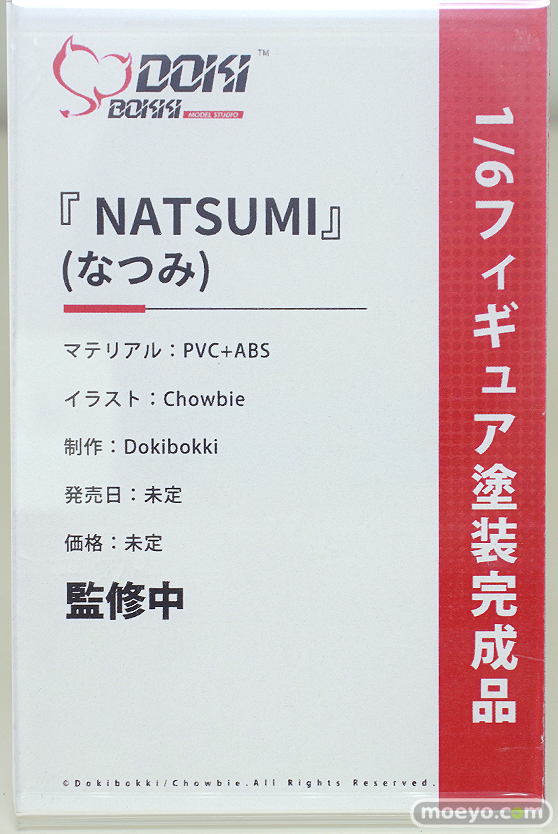 DOKI™
BOKKI MODEL STUDIO
『NATSUMI』
(なつみ)
マテリアル：PVC+ABS
イラスト：Chowbie
制作：Dokibokki
発売日：未定
価格：未定
監修中
©Dokibokki/Chowbie.All Rights Reserved.
1/6フィギュア塗装完成品
moeyo.com